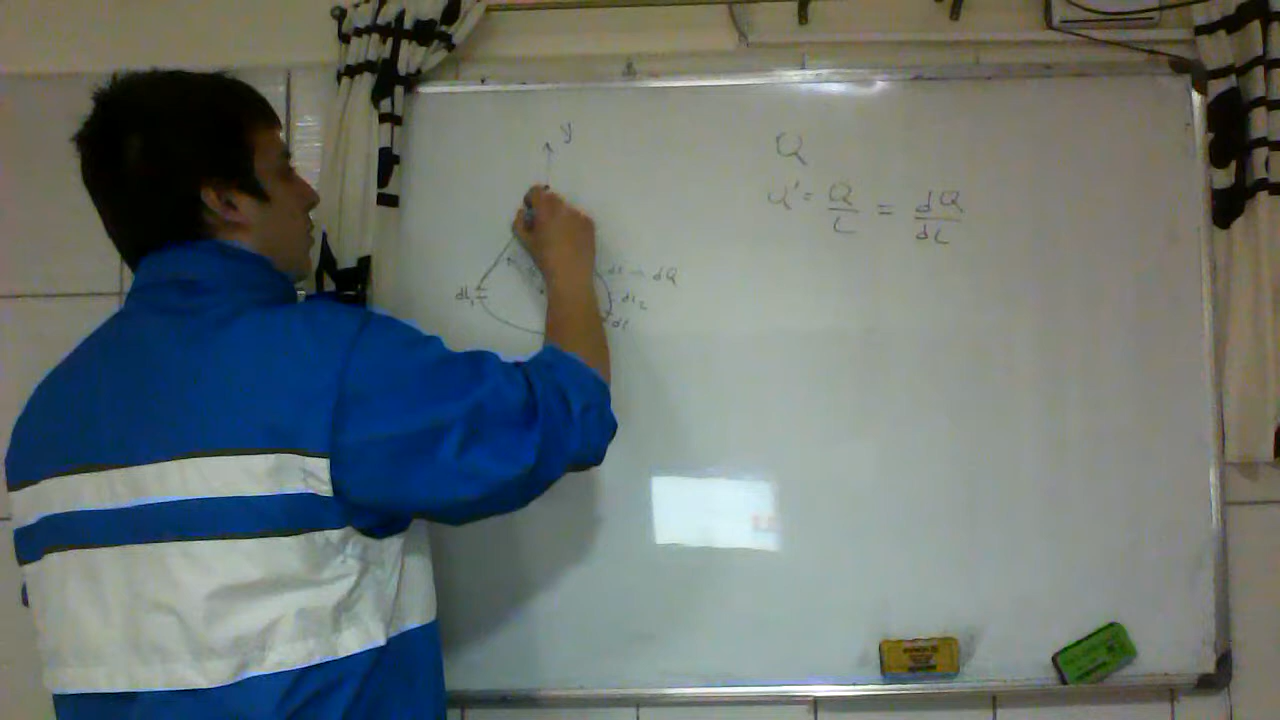 y
Q
u' = Q/L = dQ/dL
dL → dQ
dL₁
dL₂
dL